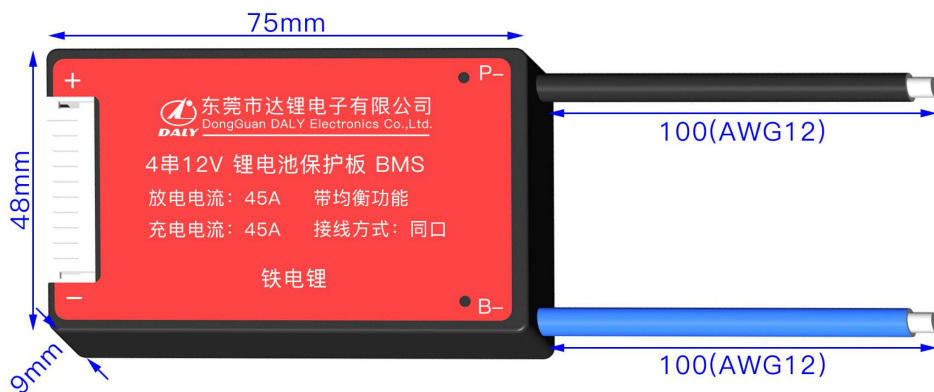 75mm
48mm
9mm
+
P-
DALY
东莞市达锂电子有限公司
DongGuan DALY Electronics Co.,Ltd.
4串12V 锂电池保护板 BMS
放电电流：45A 带均衡功能
充电电流：45A 接线方式：同口
铁电锂
-
B-
100(AWG12)
100(AWG12)